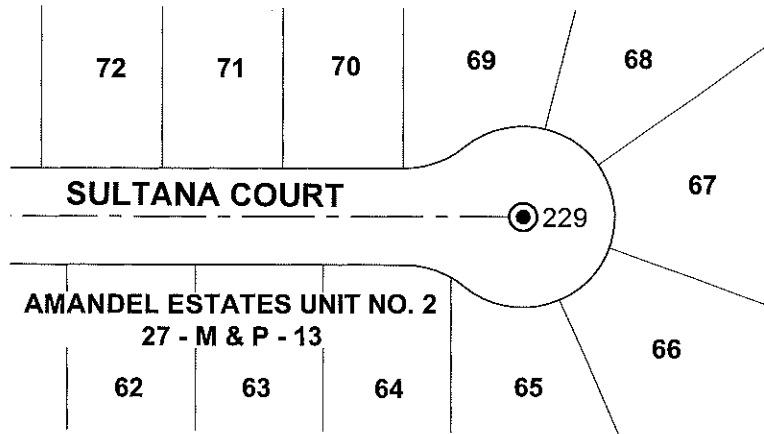 72 71 70 69 68
67
SULTANA COURT
229
AMANDEL ESTATES UNIT NO. 2
27 - M & P - 13
62 63 64 65 66